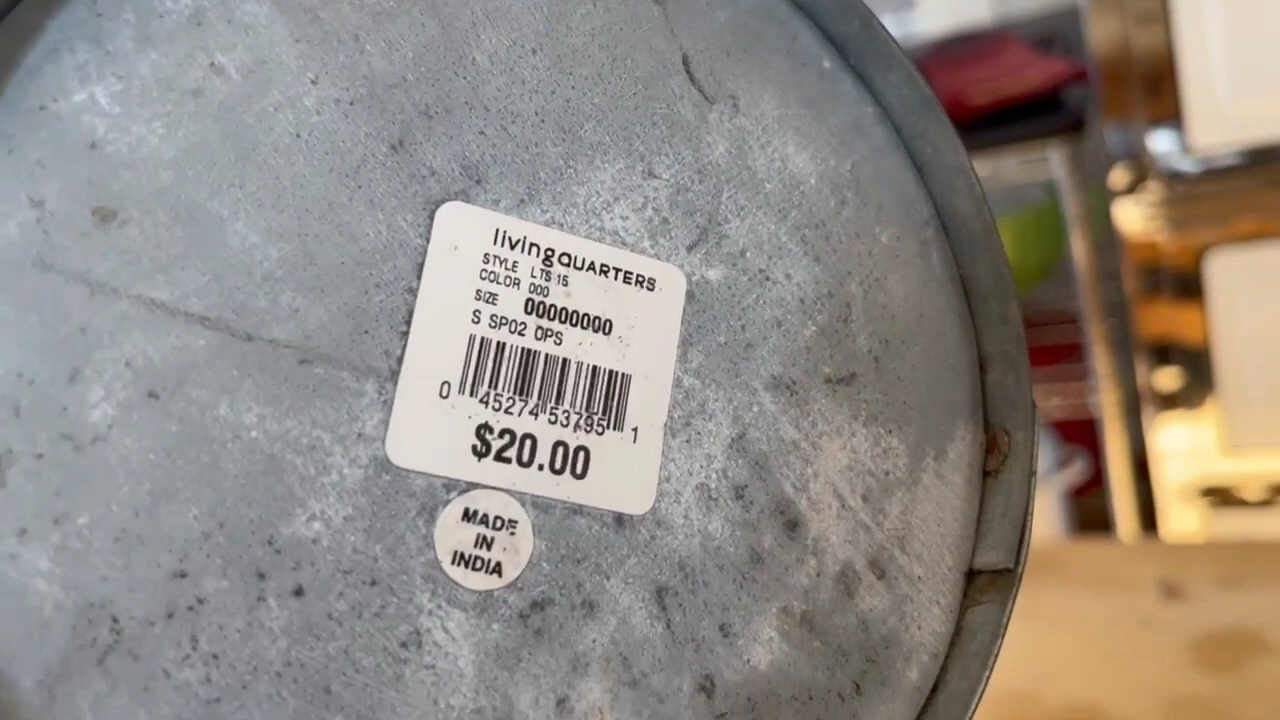 livingQUARTERS
STYLE LTS 15
COLOR 000
SIZE 00000000
S SP02 OPS
0 45274 53795 1
$20.00
MADE
IN
INDIA